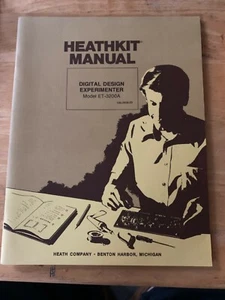 HEATHKIT®
MANUAL
DIGITAL DESIGN
EXPERIMENTER
Model ET-3200A
HEATH COMPANY • BENTON HARBOR, MICHIGAN